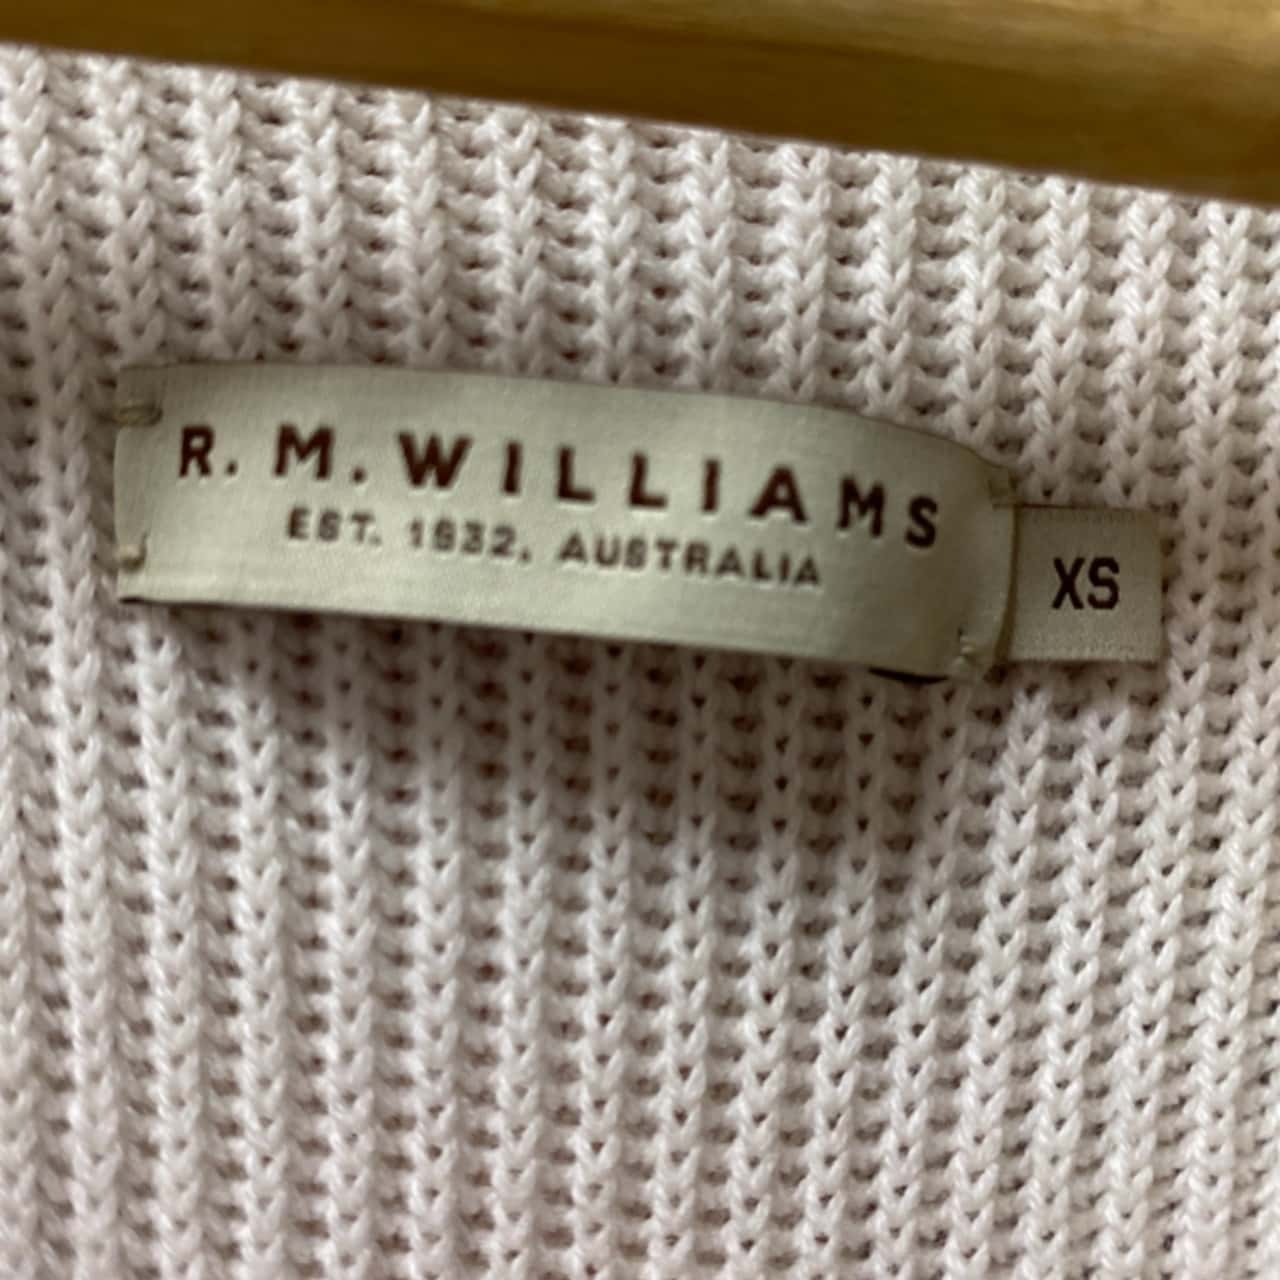 R. M. WILLIAMS
EST. 1932, AUSTRALIA
XS